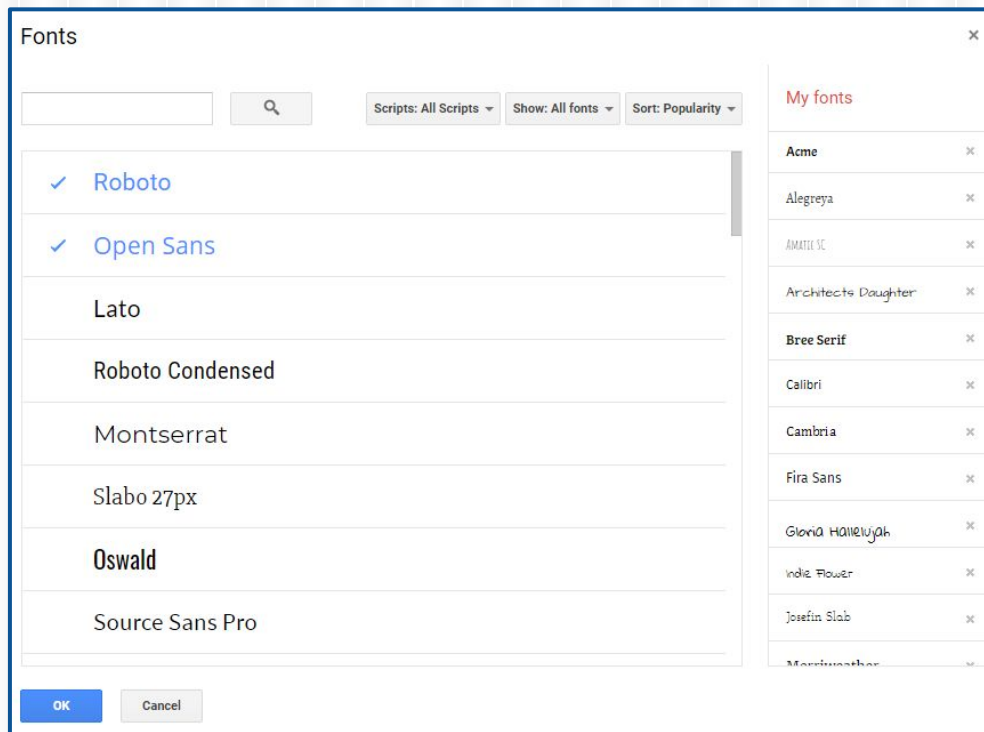 Fonts
Scripts: All Scripts
Show: All fonts
Sort: Popularity
Roboto
Open Sans
Lato
Roboto Condensed
Montserrat
Slabo 27px
Oswald
Source Sans Pro
My fonts
Acme
Alegreya
Amatic SC
Architects Daughter
Bree Serif
Calibri
Cambria
Fira Sans
Gloria Hallelujah
Indie Flower
Josefin Slab
Merriweather
OK
Cancel